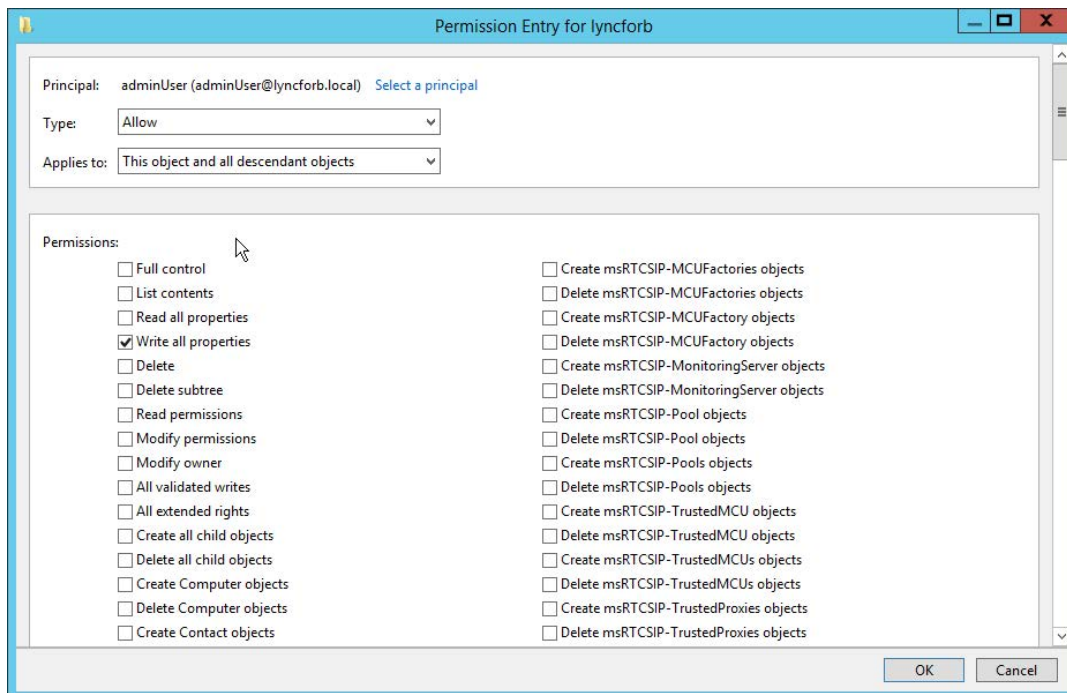 Permission Entry for lyncforb
Principal: adminUser (adminUser@lyncforb.local) Select a principal
Type: Allow
Applies to: This object and all descendant objects
Permissions:
Full control
List contents
Read all properties
Write all properties
Delete
Delete subtree
Read permissions
Modify permissions
Modify owner
All validated writes
All extended rights
Create all child objects
Delete all child objects
Create Computer objects
Delete Computer objects
Create Contact objects
Create msRTCSIP-MCUFactories objects
Delete msRTCSIP-MCUFactories objects
Create msRTCSIP-MCUFactory objects
Delete msRTCSIP-MCUFactory objects
Create msRTCSIP-MonitoringServer objects
Delete msRTCSIP-MonitoringServer objects
Create msRTCSIP-Pool objects
Delete msRTCSIP-Pool objects
Create msRTCSIP-Pools objects
Delete msRTCSIP-Pools objects
Create msRTCSIP-TrustedMCU objects
Delete msRTCSIP-TrustedMCU objects
Create msRTCSIP-TrustedMCUs objects
Delete msRTCSIP-TrustedMCUs objects
Create msRTCSIP-TrustedProxies objects
Delete msRTCSIP-TrustedProxies objects
OK Cancel